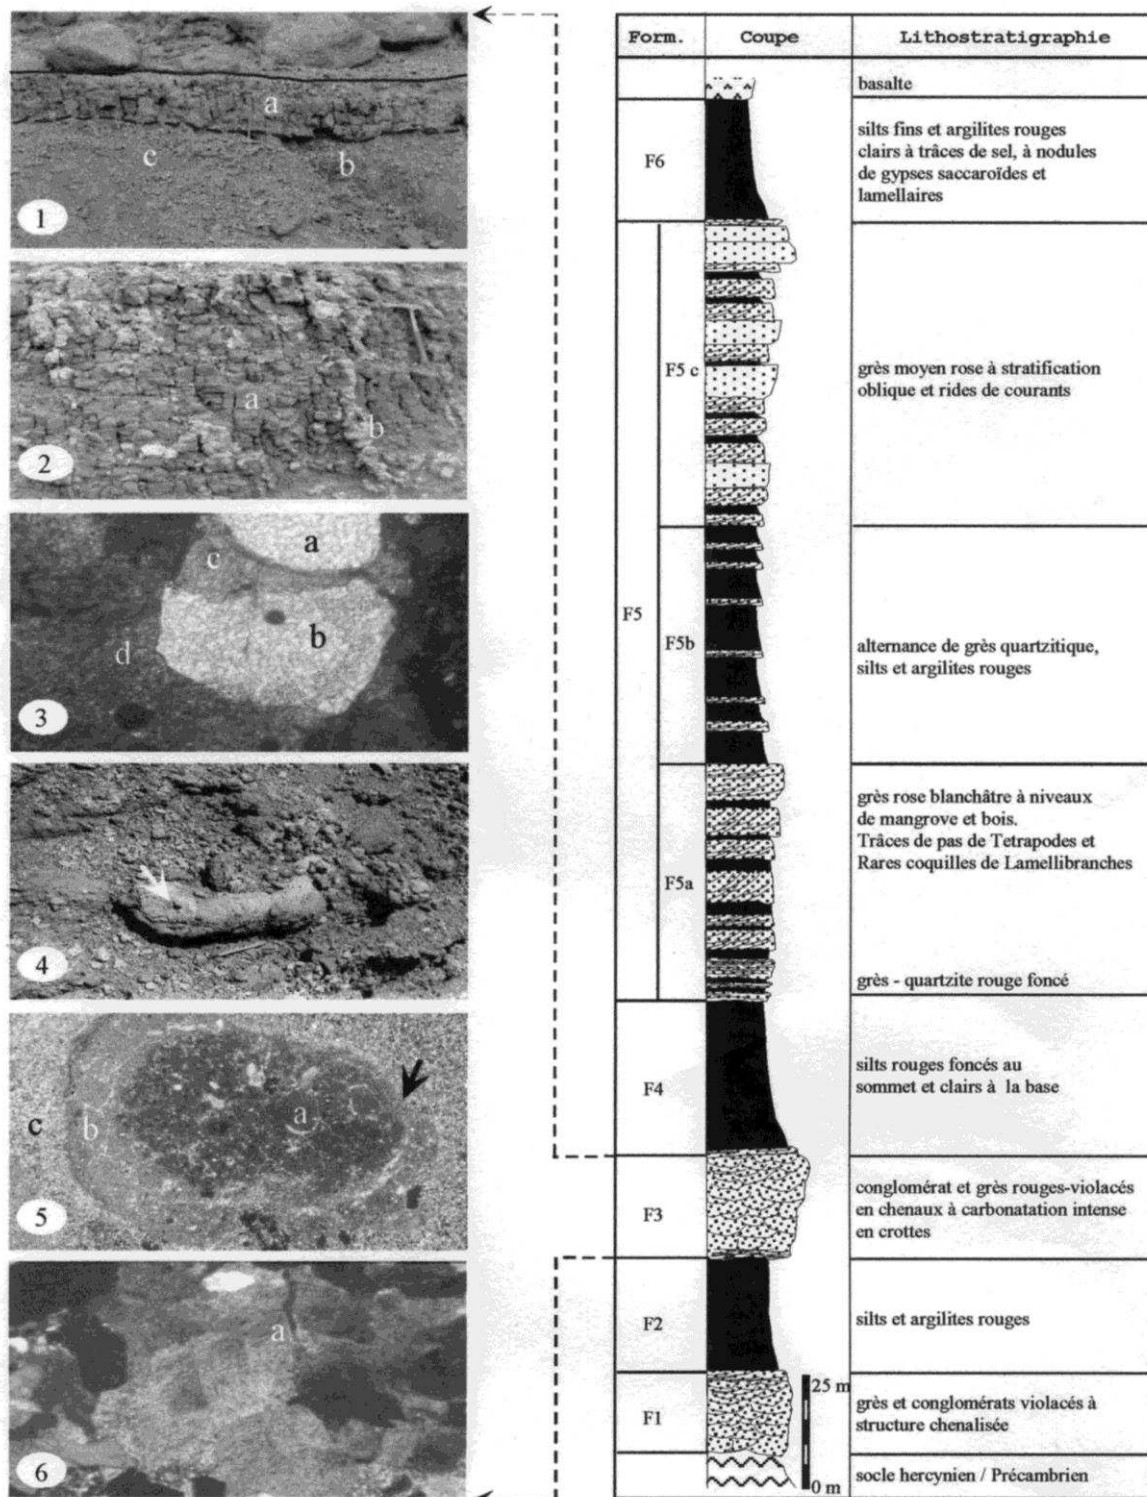 a
c
b
1
a
b
2
a
c
b
d
3
4
a
b
c
5
a
6
Form.
Coupe
Lithostratigraphie
basalte
F6
silts fins et argilites rouges
clairs à trâces de sel, à nodules
de gypses saccaroïdes et
lamellaires
F5
F5 c
grès moyen rose à stratification
oblique et rides de courants
F5b
alternance de grès quartzitique,
silts et argilites rouges
F5a
grès rose blanchâtre à niveaux
de mangrove et bois.
Trâces de pas de Tetrapodes et
Rares coquilles de Lamellibranches
grès - quartzite rouge foncé
F4
silts rouges foncés au
sommet et clairs à la base
F3
conglomérat et grès rouges-violacés
en chenaux à carbonatation intense
en crottes
F2
silts et argilites rouges
F1
25 m
0 m
grès et conglomérats violacés à
structure chenalisée
socle hercynien / Précambrien